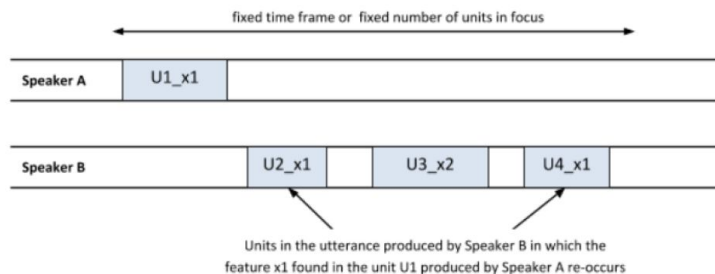 fixed time frame or fixed number of units in focus
Speaker A U1_x1
Speaker B U2_x1 U3_x2 U4_x1
Units in the utterance produced by Speaker B in which the
feature x1 found in the unit U1 produced by Speaker A re-occurs